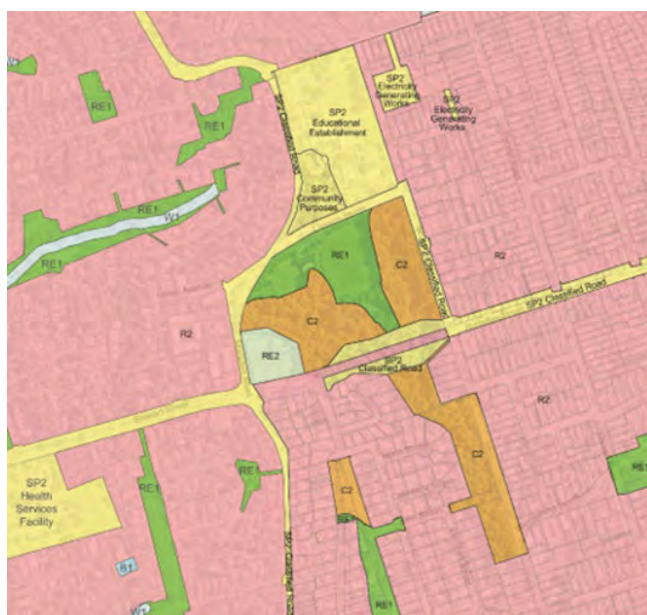 SP2
Electricity
Generating
Works
RE1
SP2
Educational
Establishment
SP2
Electricity
Generating
Works
RE1
SP2 Classified Road
SP2
Community
Purposes
RE1
W1
RE1
RE1
C2
SP2 Classified Road
R2
SP2 Classified Road
R2
C2
RE2
SP2
Classified Road
R2
C2
RE1
RE1
C2
SP2
Health
Services
Facility
RE1
SP2 Classified Road
B1
RE1